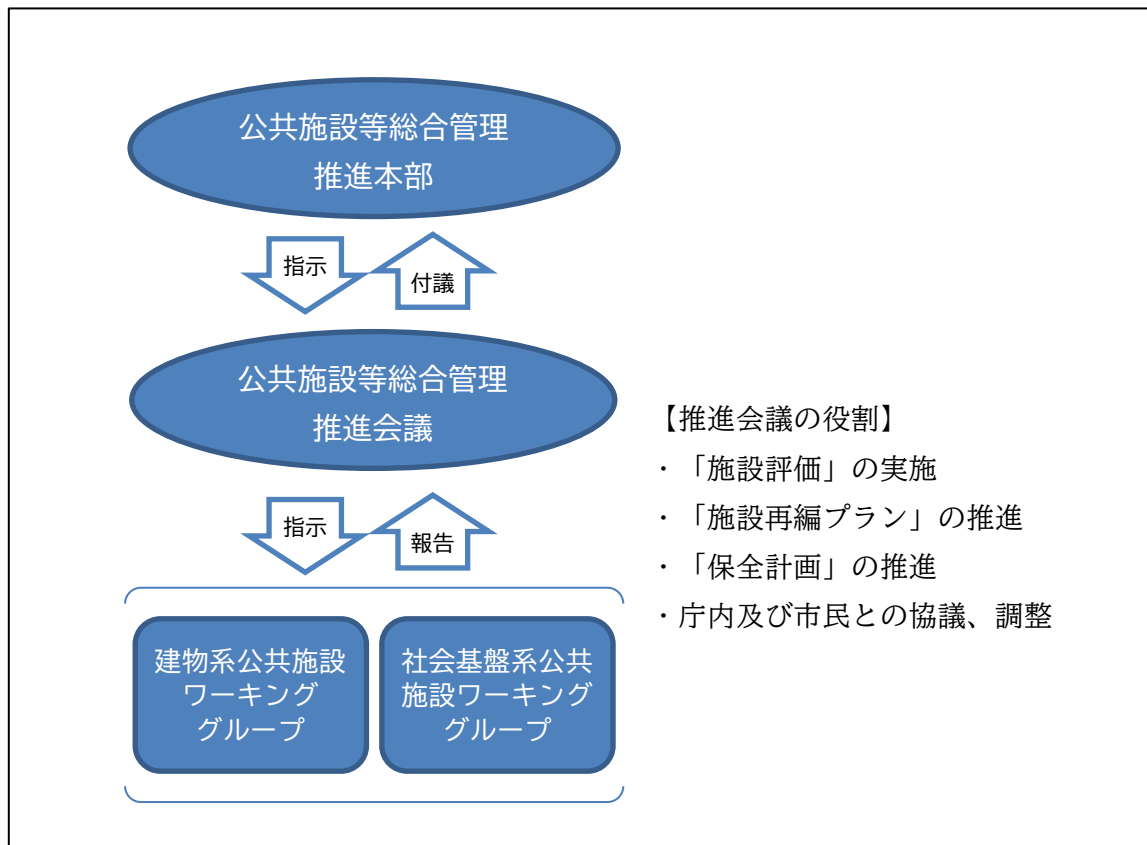 公共施設等総合管理
推進本部
指示
付議
公共施設等総合管理
推進会議
指示
報告
建物系公共施設
ワーキング
グループ
社会基盤系公共
施設ワーキング
グループ
【推進会議の役割】
・「施設評価」の実施
・「施設再編プラン」の推進
・「保全計画」の推進
・庁内及び市民との協議、調整